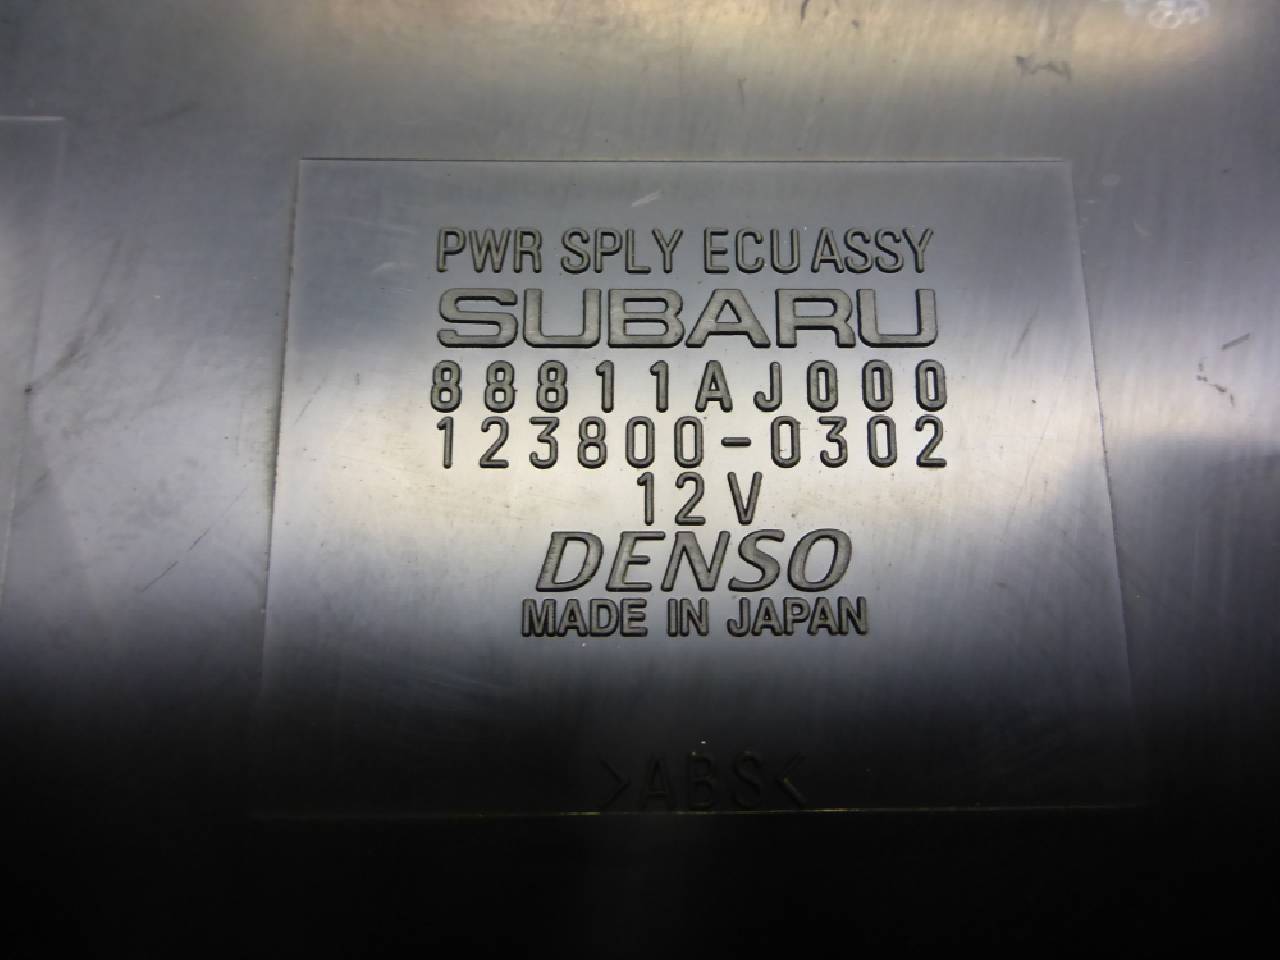 PWR SPLY ECU ASSY
SUBARU
88811AJ000
123800-0302
12V
DENSO
MADE IN JAPAN
>ABS<